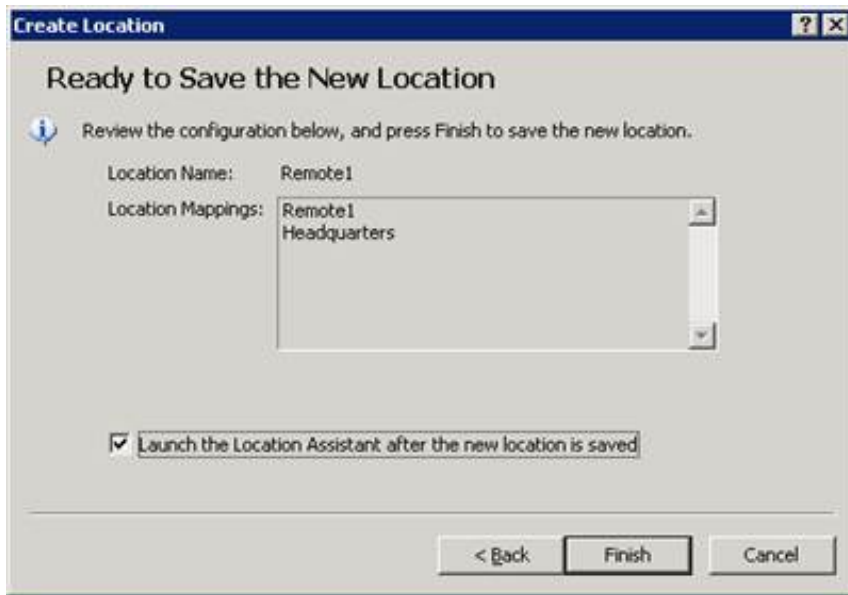 Create Location
Ready to Save the New Location
Review the configuration below, and press Finish to save the new location.
Location Name: Remote1
Location Mappings: Remote1
Headquarters
Launch the Location Assistant after the new location is saved
< Back Finish Cancel